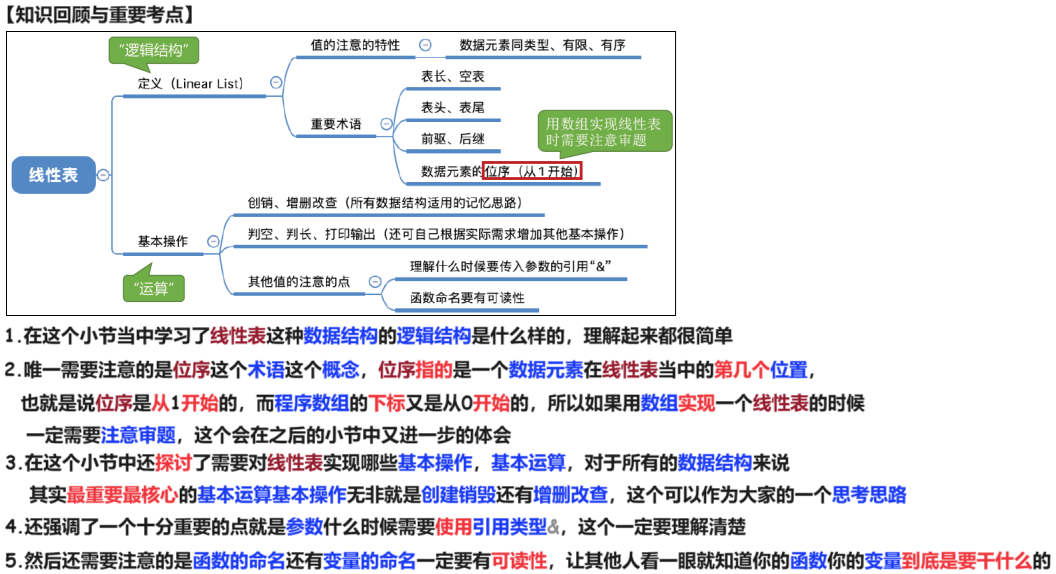 【知识回顾与重要考点】
“逻辑结构”
值的注意的特性
数据元素同类型、有限、有序
定义（Linear List）
表长、空表
重要术语
表头、表尾
用数组实现线性表
时需要注意审题
前驱、后继
数据元素的位序（从1开始）
线性表
创销、增删改查（所有数据结构适用的记忆思路）
基本操作
判空、判长、打印输出（还可自己根据实际需求增加其他基本操作）
“运算”
其他值的注意的点
理解什么时候要传入参数的引用“&”
函数命名要有可读性
1.在这个小节当中学习了线性表这种数据结构的逻辑结构是什么样的，理解起来都很简单
2.唯一需要注意的是位序这个术语这个概念，位序指的是一个数据元素在线性表当中的第几个位置，
也就是说位序是从1开始的，而程序数组的下标又是从0开始的，所以如果用数组实现一个线性表的时候
一定需要注意审题，这个会在之后的小节中又进一步的体会
3.在这个小节中还探讨了需要对线性表实现哪些基本操作，基本运算，对于所有的数据结构来说
其实最重要最核心的基本运算基本操作无非就是创建销毁还有增删改查，这个可以作为大家的一个思考思路
4.还强调了一个十分重要的点就是参数什么时候需要使用引用类型&，这个一定要理解清楚
5.然后还需要注意的是函数的命名还有变量的命名一定要有可读性，让其他人看一眼就知道你的函数你的变量到底是要干什么的